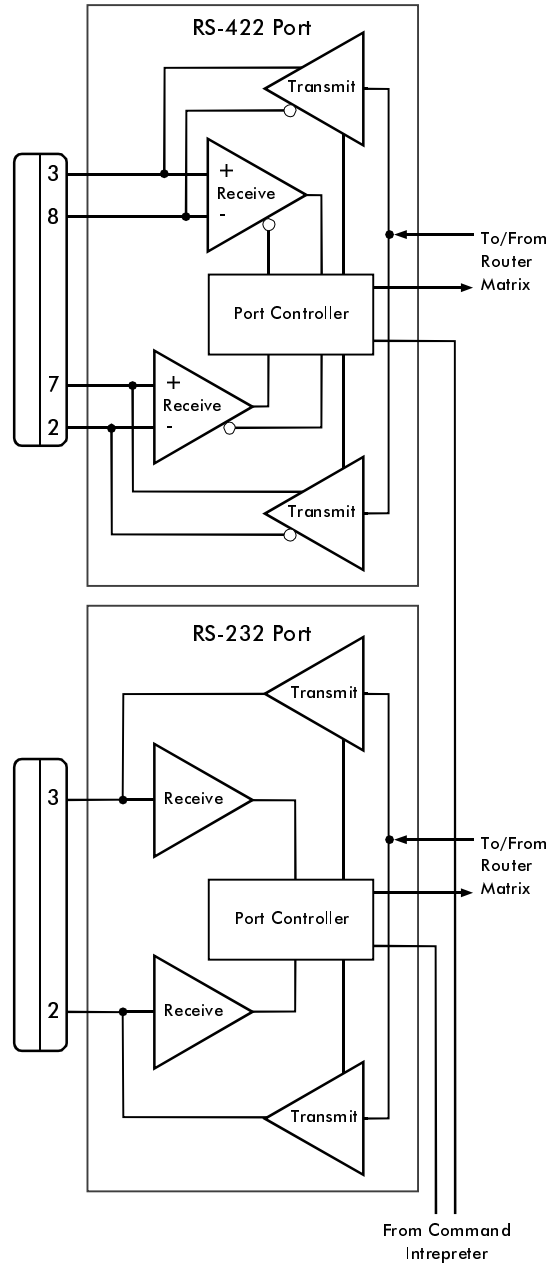 RS-422 Port
Transmit
3
+
Receive
8
-
To/From
Router
Matrix
Port Controller
7
+
Receive
2
-
Transmit
RS-232 Port
Transmit
3
Receive
To/From
Router
Matrix
Port Controller
2
Receive
Transmit
From Command
Intrepreter